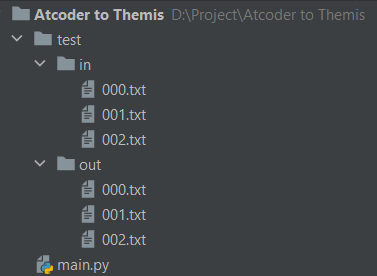 Atcoder to Themis D:\Project\Atcoder to Themis
test
in
000.txt
001.txt
002.txt
out
000.txt
001.txt
002.txt
main.py